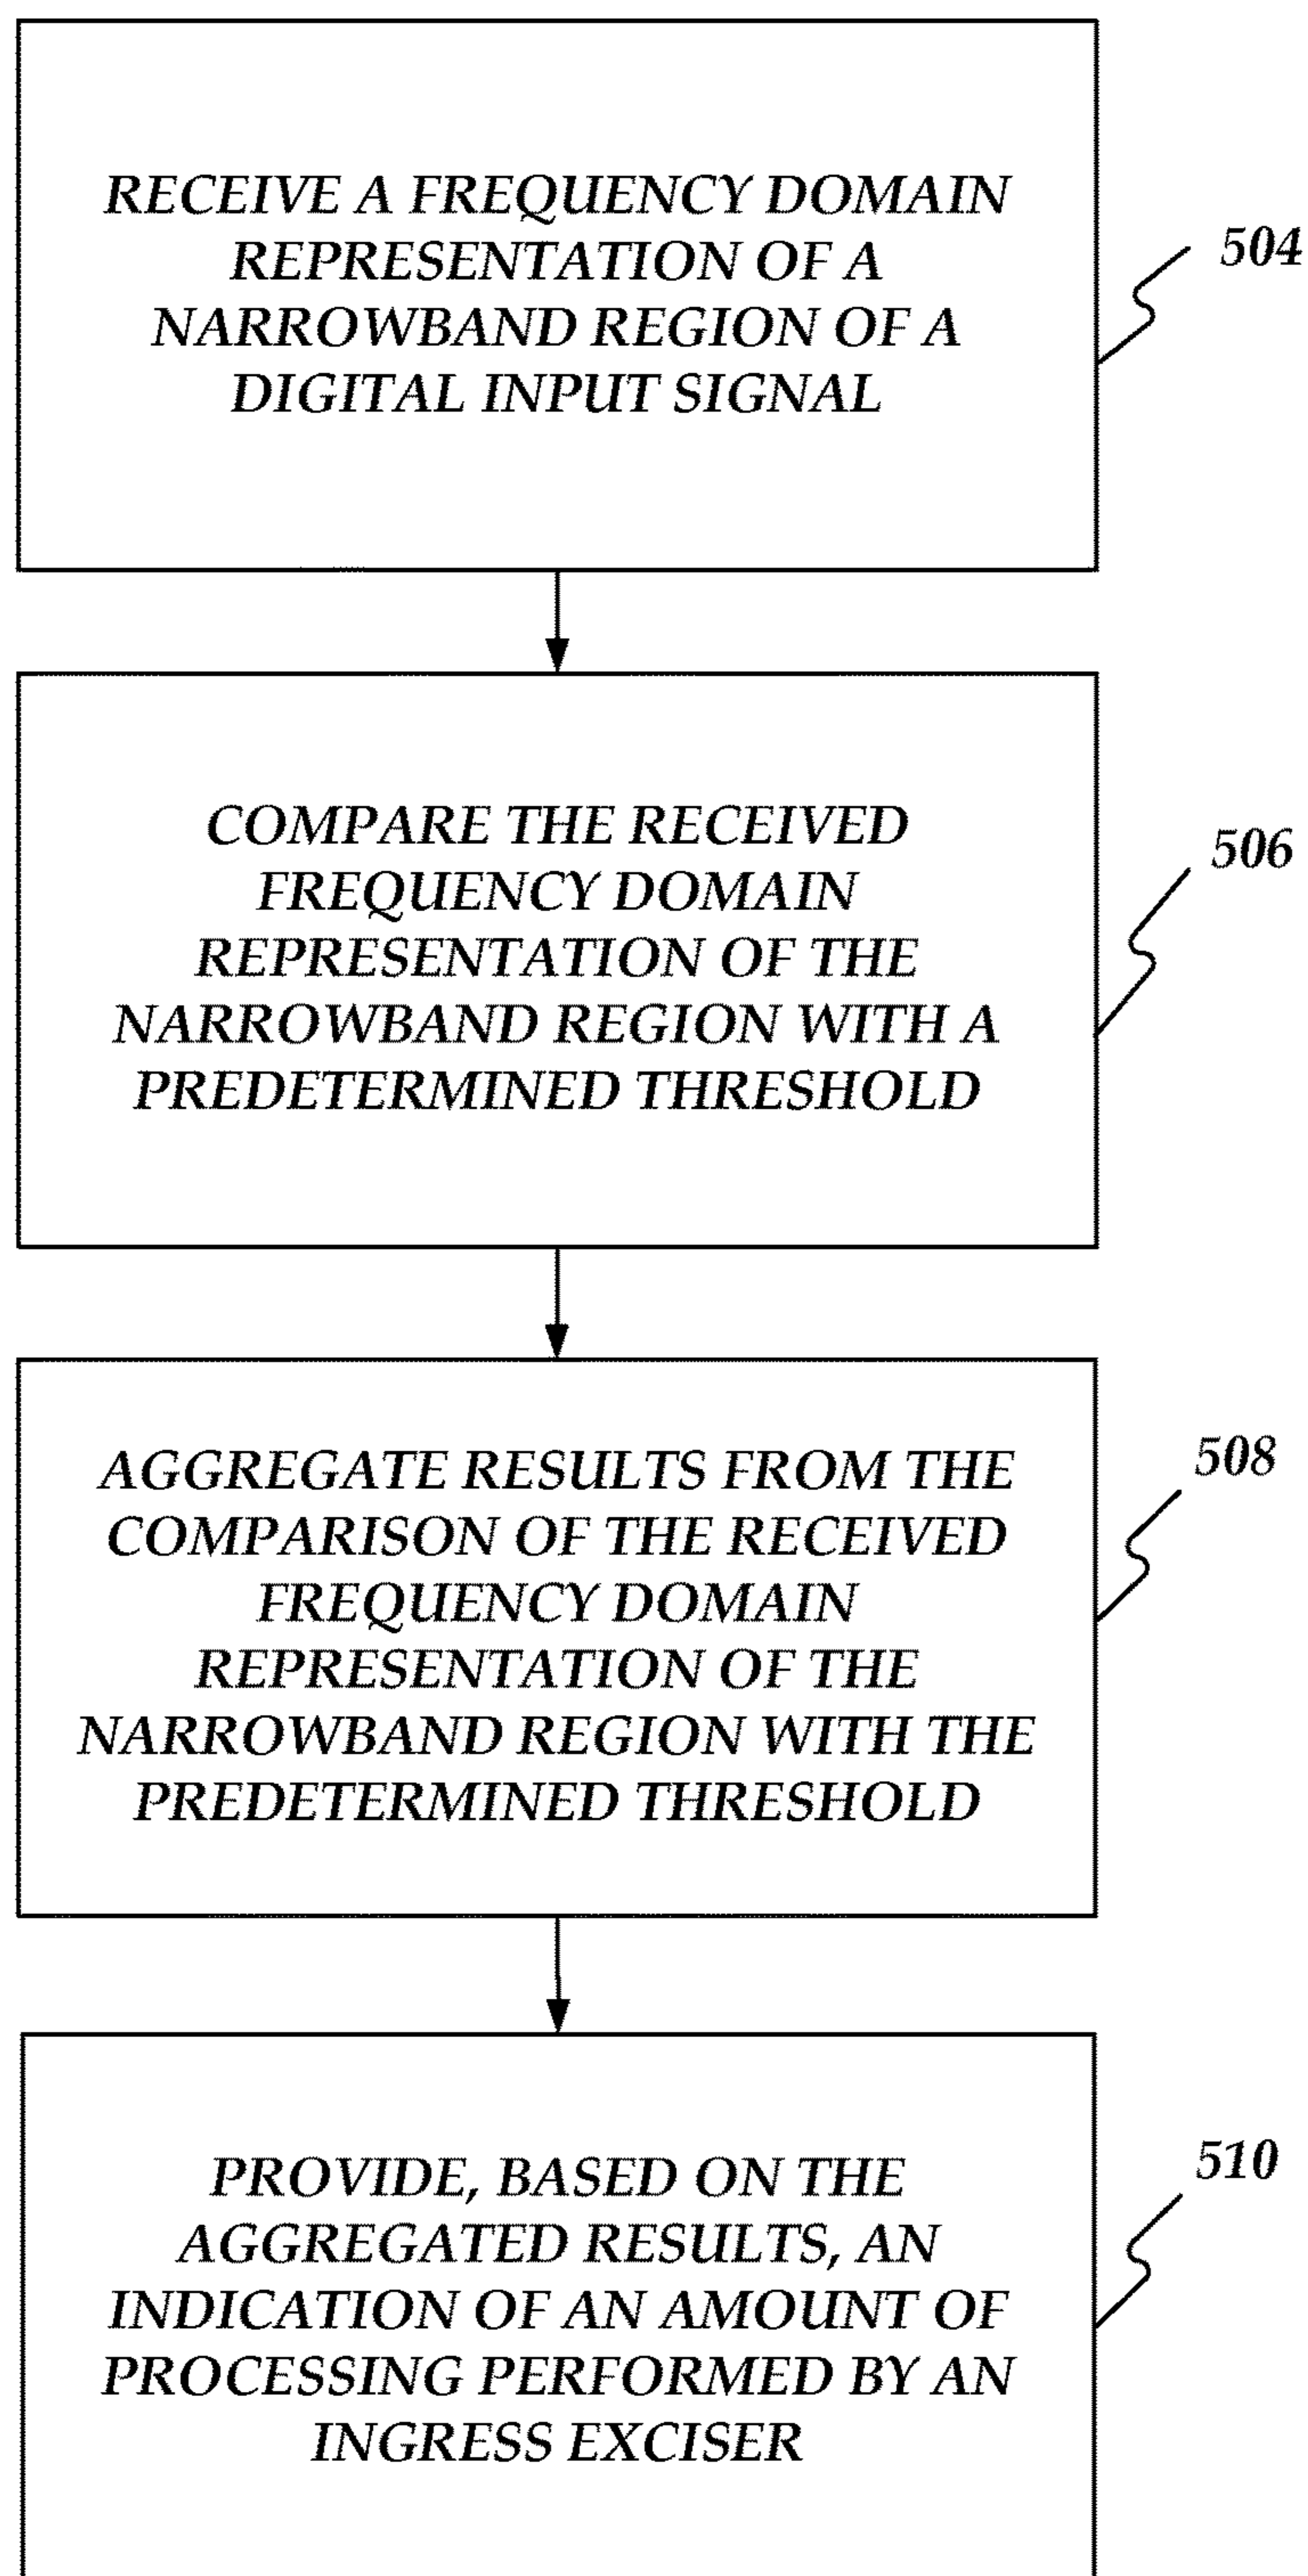 RECEIVE A FREQUENCY DOMAIN
REPRESENTATION OF A
NARROWBAND REGION OF A
DIGITAL INPUT SIGNAL
504
COMPARE THE RECEIVED
FREQUENCY DOMAIN
REPRESENTATION OF THE
NARROWBAND REGION WITH A
PREDETERMINED THRESHOLD
506
AGGREGATE RESULTS FROM THE
COMPARISON OF THE RECEIVED
FREQUENCY DOMAIN
REPRESENTATION OF THE
NARROWBAND REGION WITH THE
PREDETERMINED THRESHOLD
508
PROVIDE, BASED ON THE
AGGREGATED RESULTS, AN
INDICATION OF AN AMOUNT OF
PROCESSING PERFORMED BY AN
INGRESS EXCISER
510